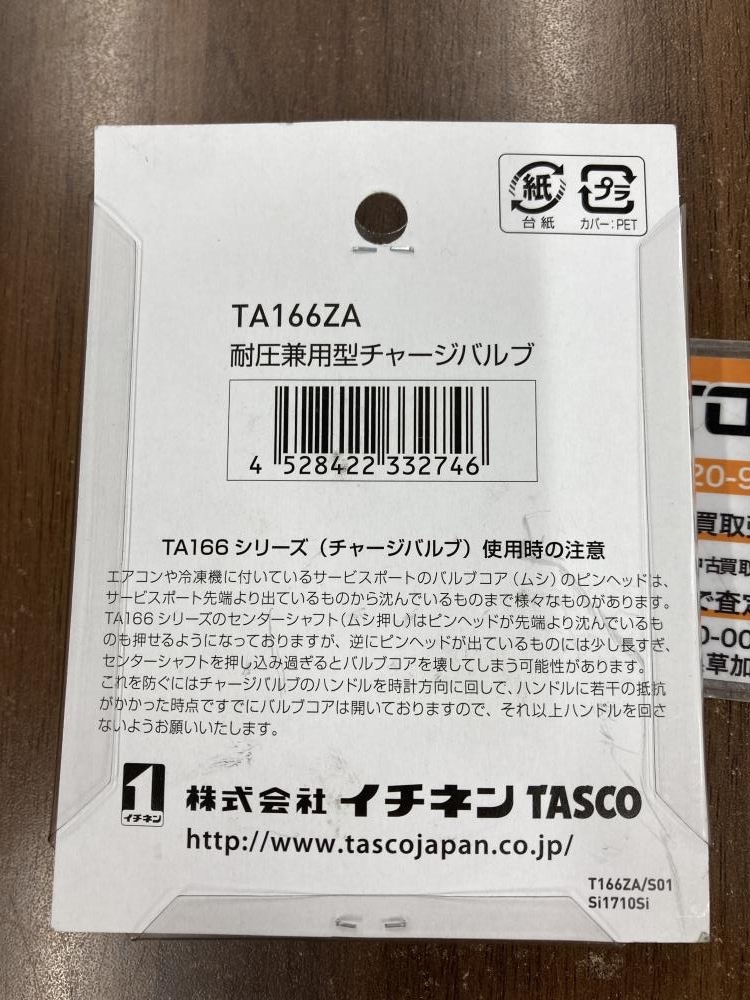 紙
プラ
台紙
カバー：PET
TA166ZA
耐圧兼用型チャージバルブ
4 528422 332746
TA166 シリーズ（チャージバルブ）使用時の注意
エアコンや冷凍機に付いているサービスポートのバルブコア（ムシ）のピンヘッドは、
サービスポート先端より出ているものから沈んでいるものまで様々なものがあります。
TA166シリーズのセンターシャフト（ムシ押し）はピンヘッドが先端より沈んでいるも
のも押せるようになっておりますが、逆にピンヘッドが出ているものには少し長すぎ、
センターシャフトを押し込み過ぎるとバルブコアを壊してしまう可能性があります。
これを防ぐにはチャージバルブのハンドルを時計方向に回して、ハンドルに若干の抵抗
がかかった時点ですでにバルブコアは開いておりますので、それ以上ハンドルを回さ
ないようお願いいたします。
イチネン
株式会社 イチネン TASCO
http://www.tascojapan.co.jp/
T166ZA/S01
Si1710Si
TO
20-9
買取
古買取
で査定
0-00
草加